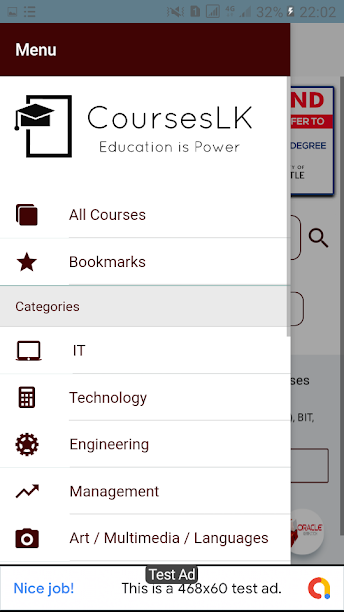 32% 22:02
Menu
ND
FER TO
DEGREE
TLE
CoursesLK
Education is Power
All Courses
Bookmarks
Categories
IT
ses
Technology
), BIT,
Engineering
Management
ORACLE
Art / Multimedia / Languages
Test Ad
Nice job!
This is a 468x60 test ad.